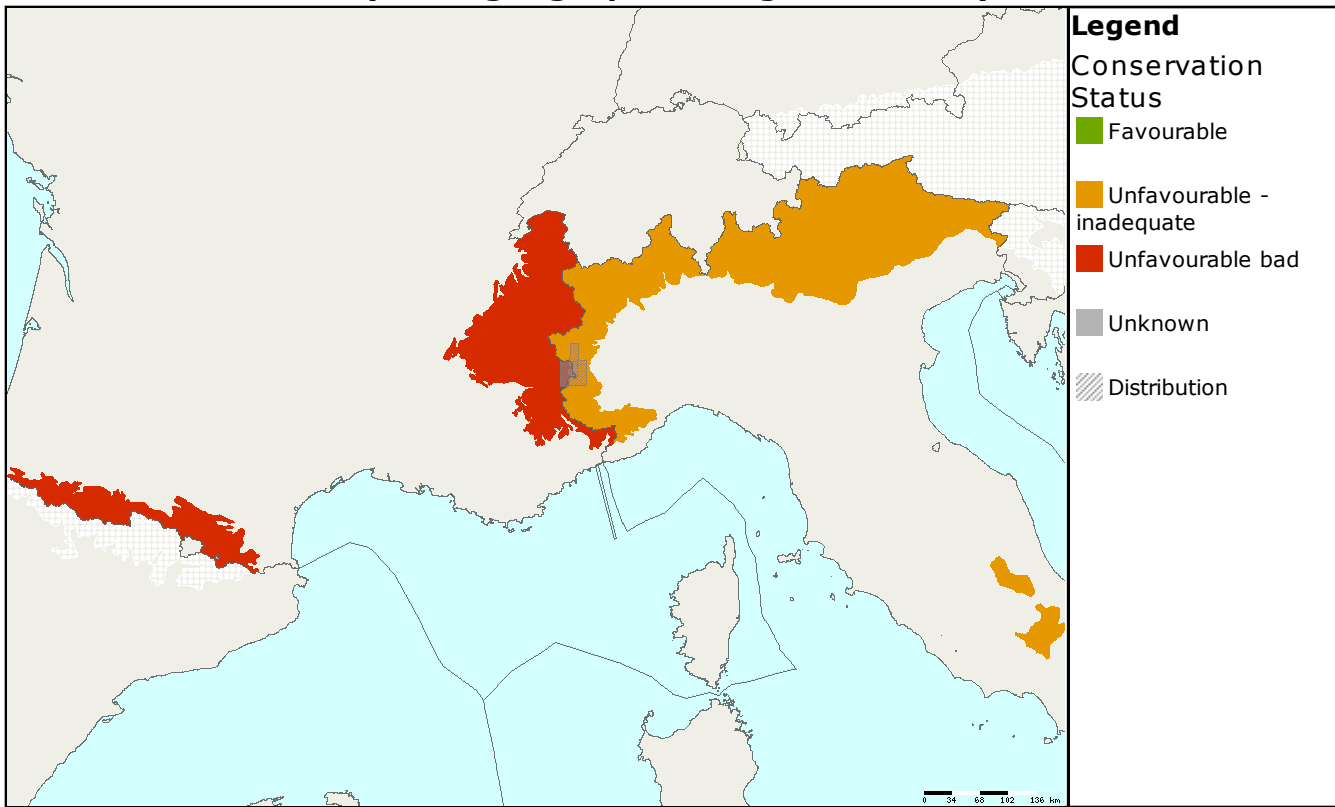 Legend
Conservation
Status
Favourable
Unfavourable -
inadequate
Unfavourable bad
Unknown
Distribution
0 34 68 102 136 km